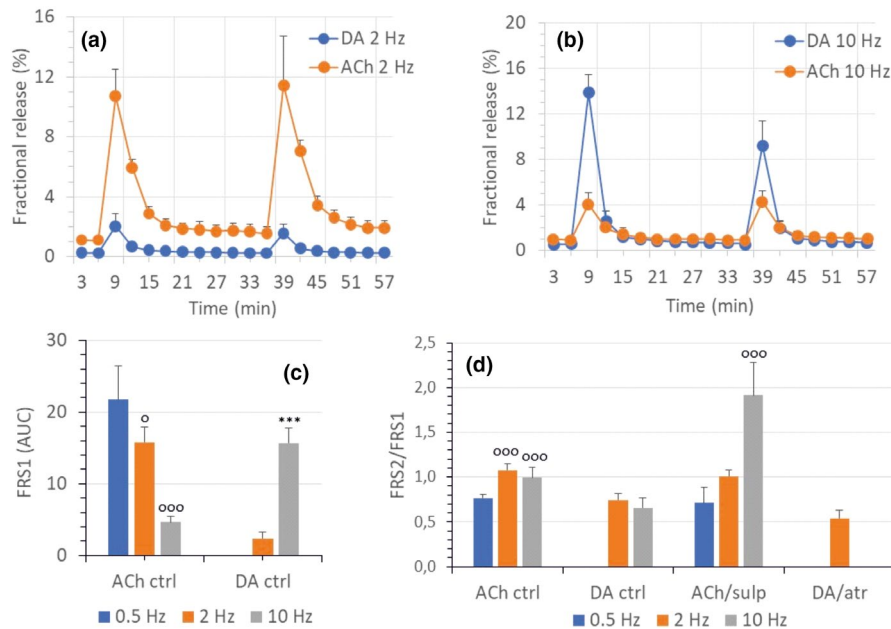 (a)
DA 2 Hz
ACh 2 Hz
Fractional release (%)
16
12
8
4
0
3 9 15 21 27 33 39 45 51 57
Time (min)
(b)
DA 10 Hz
ACh 10 Hz
Fractional release (%)
20
16
12
8
4
0
3 9 15 21 27 33 39 45 51 57
Time (min)
(c)
FRS1 (AUC)
30
20
10
0
o
ooo
***
ACh ctrl DA ctrl
0.5 Hz 2 Hz 10 Hz
(d)
FRS2/FRS1
2,5
2,0
1,5
1,0
0,5
0,0
ooo ooo
ooo
ACh ctrl DA ctrl ACh/sulp DA/atr
0.5 Hz 2 Hz 10 Hz